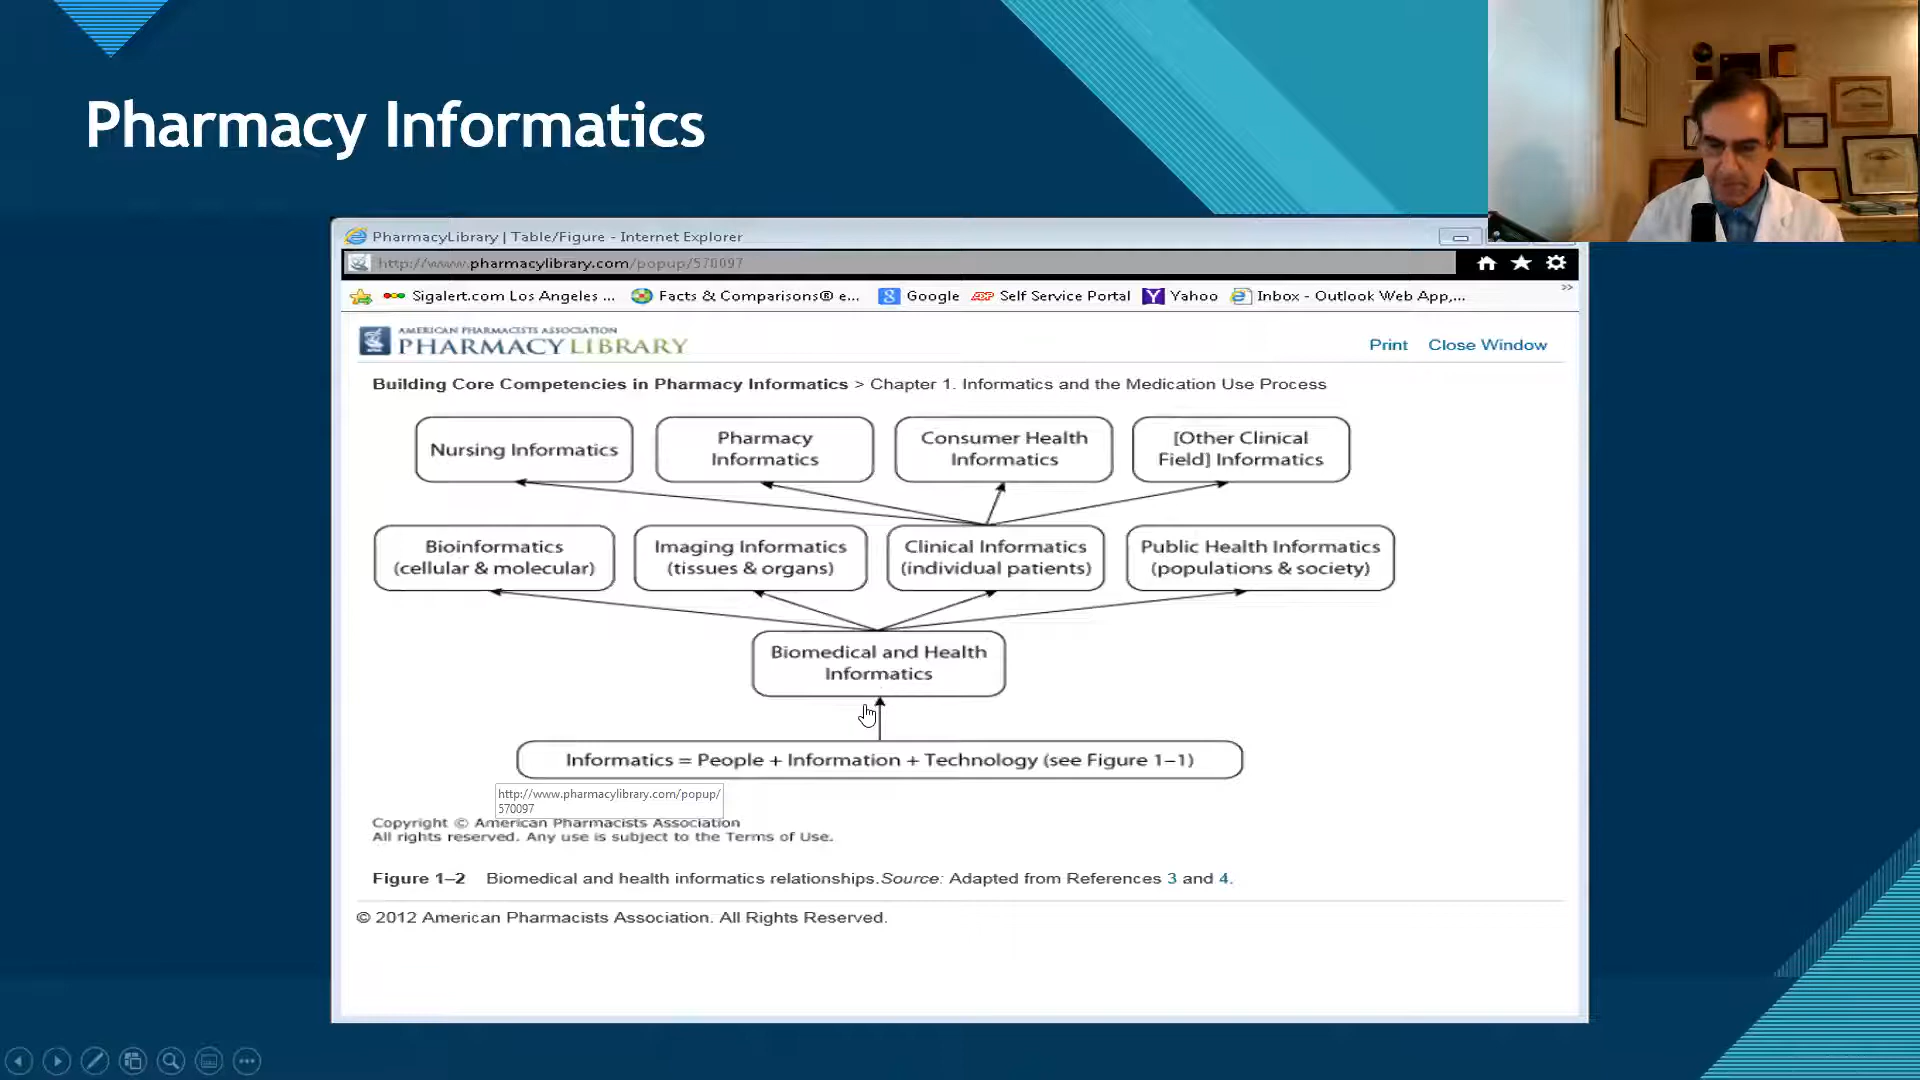 Pharmacy Informatics
PharmacyLibrary | Table/Figure - Internet Explorer
http://www.pharmacylibrary.com/popup/570097
Sigalert.com Los Angeles ... Facts & Comparisons® e... Google Self Service Portal Yahoo Inbox - Outlook Web App,...
AMERICAN PHARMACISTS ASSOCIATION
PHARMACYLIBRARY
Print Close Window
Building Core Competencies in Pharmacy Informatics > Chapter 1. Informatics and the Medication Use Process
Nursing Informatics
Pharmacy
Informatics
Consumer Health
Informatics
[Other Clinical
Field] Informatics
Bioinformatics
(cellular & molecular)
Imaging Informatics
(tissues & organs)
Clinical Informatics
(individual patients)
Public Health Informatics
(populations & society)
Biomedical and Health
Informatics
Informatics = People + Information + Technology (see Figure 1–1)
http://www.pharmacylibrary.com/popup/
570097
Copyright © American Pharmacists Association
All rights reserved. Any use is subject to the Terms of Use.
Figure 1–2 Biomedical and health informatics relationships.Source: Adapted from References 3 and 4.
© 2012 American Pharmacists Association. All Rights Reserved.